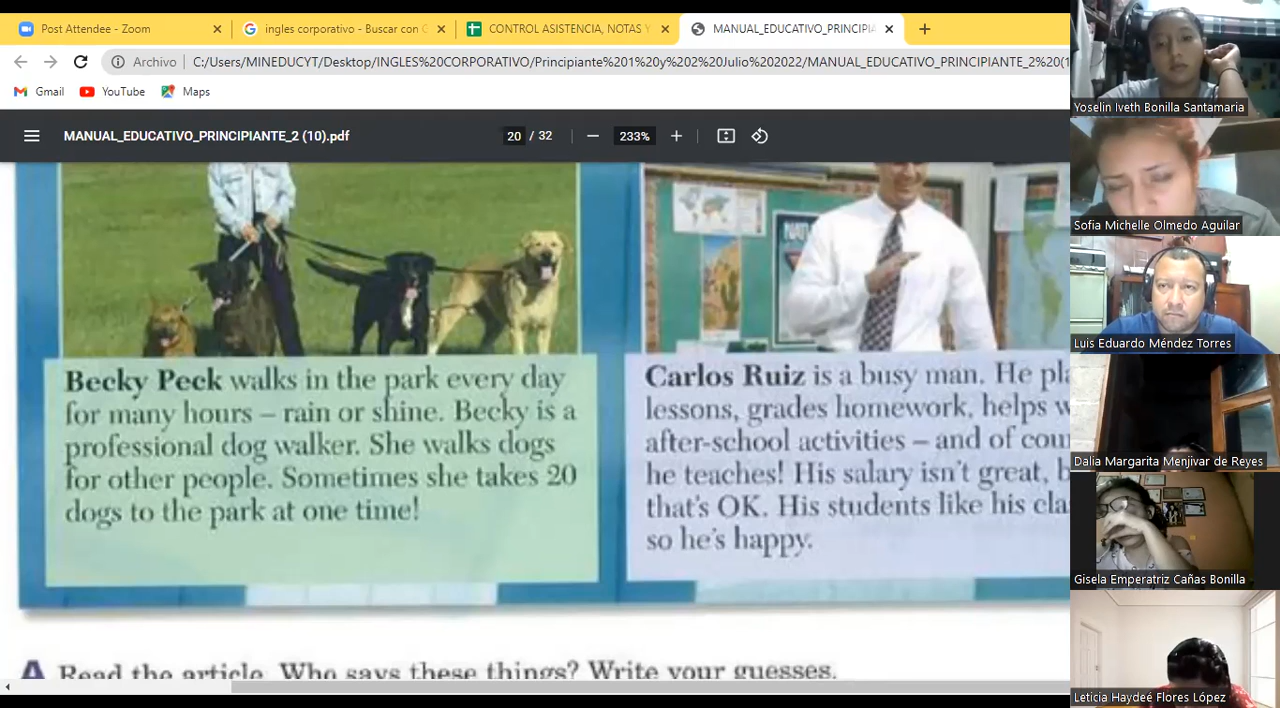 Post Attendee - Zoom
ingles corporativo - Buscar con
CONTROL ASISTENCIA, NOTAS Y
MANUAL_EDUCATIVO_PRINCIPIA
Archivo
C:/Users/MINEDUCYT/Desktop/INGLES%20CORPORATIVO/Principiante%201%20y%202%20Julio%202022/MANUAL_EDUCATIVO_PRINCIPIANTE_2%20(1
Gmail YouTube Maps
MANUAL_EDUCATIVO_PRINCIPIANTE_2 (10).pdf
20 / 32
233%
Becky Peck walks in the park every day
for many hours – rain or shine. Becky is a
professional dog walker. She walks dogs
for other people. Sometimes she takes 20
dogs to the park at one time!
Carlos Ruiz is a busy man. He
lessons, grades homework, helps
after-school activities – and of
he teaches! His salary isn't great,
that's OK. His students like his
so he's happy.
A Read the article. Who says these things? Write your guesses.
Yoselin Iveth Bonilla Santamaria
Sofia Michelle Olmedo Aguilar
Luis Eduardo Méndez Torres
Dalia Margarita Menjivar de Reyes
Gisela Emperatriz Cañas Bonilla
Leticia Haydeé Flores López